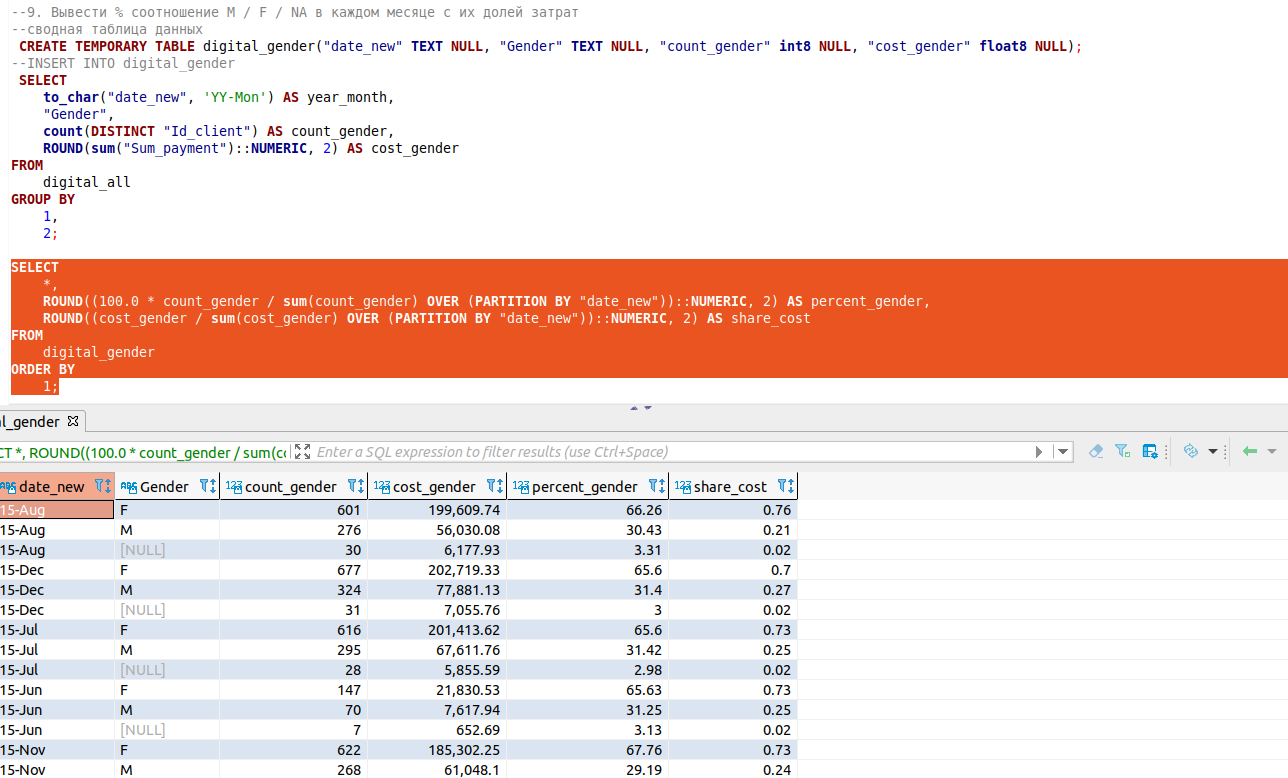 --9. Вывести % соотношение M / F / NA в каждом месяце с их долей затрат
--сводная таблица данных
CREATE TEMPORARY TABLE digital_gender("date_new" TEXT NULL, "Gender" TEXT NULL, "count_gender" int8 NULL, "cost_gender" float8 NULL);
--INSERT INTO digital_gender
SELECT
to_char("date_new", 'YY-Mon') AS year_month,
"Gender",
count(DISTINCT "Id_client") AS count_gender,
ROUND(sum("Sum_payment")::NUMERIC, 2) AS cost_gender
FROM
digital_all
GROUP BY
1,
2;
SELECT
*,
ROUND((100.0 * count_gender / sum(count_gender) OVER (PARTITION BY "date_new"))::NUMERIC, 2) AS percent_gender,
ROUND((cost_gender / sum(cost_gender) OVER (PARTITION BY "date_new"))::NUMERIC, 2) AS share_cost
FROM
digital_gender
ORDER BY
1;
l_gender
CT *, ROUND((100.0 * count_gender / sum(co Enter a SQL expression to filter results (use Ctrl+Space)
ABC date_new ABC Gender 123 count_gender 123 cost_gender 123 percent_gender 123 share_cost
15-Aug F 601 199,609.74 66.26 0.76
15-Aug M 276 56,030.08 30.43 0.21
15-Aug [NULL] 30 6,177.93 3.31 0.02
15-Dec F 677 202,719.33 65.6 0.7
15-Dec M 324 77,881.13 31.4 0.27
15-Dec [NULL] 31 7,055.76 3 0.02
15-Jul F 616 201,413.62 65.6 0.73
15-Jul M 295 67,611.76 31.42 0.25
15-Jul [NULL] 28 5,855.59 2.98 0.02
15-Jun F 147 21,830.53 65.63 0.73
15-Jun M 70 7,617.94 31.25 0.25
15-Jun [NULL] 7 652.69 3.13 0.02
15-Nov F 622 185,302.25 67.76 0.73
15-Nov M 268 61,048.1 29.19 0.24